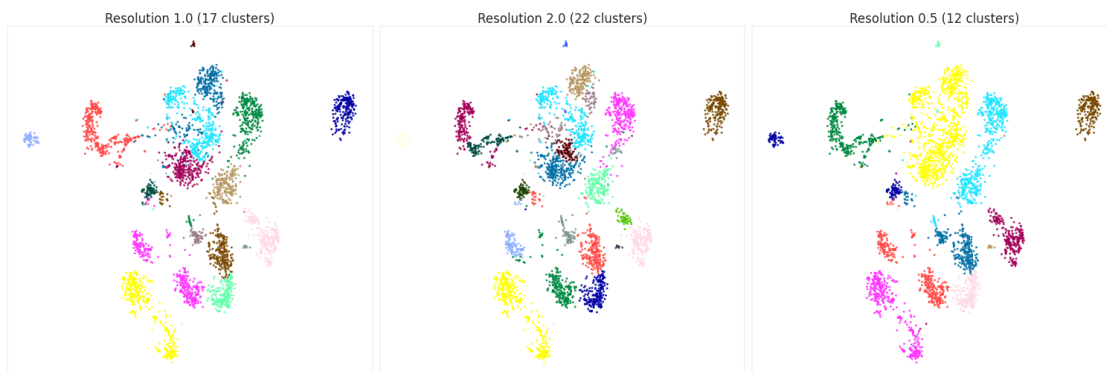 Resolution 1.0 (17 clusters)
Resolution 2.0 (22 clusters)
Resolution 0.5 (12 clusters)